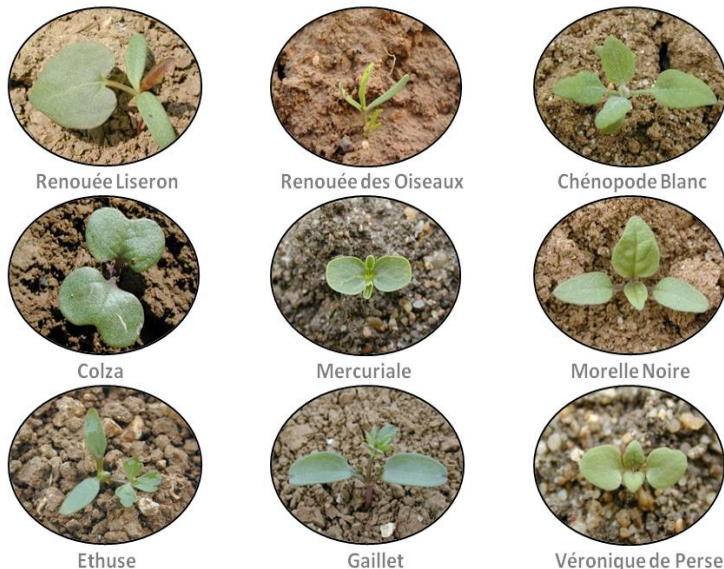 Renouée Liseron
Renouée des Oiseaux
Chénopode Blanc
Colza
Mercuriale
Morelle Noire
Ethuse
Gaillet
Véronique de Perse